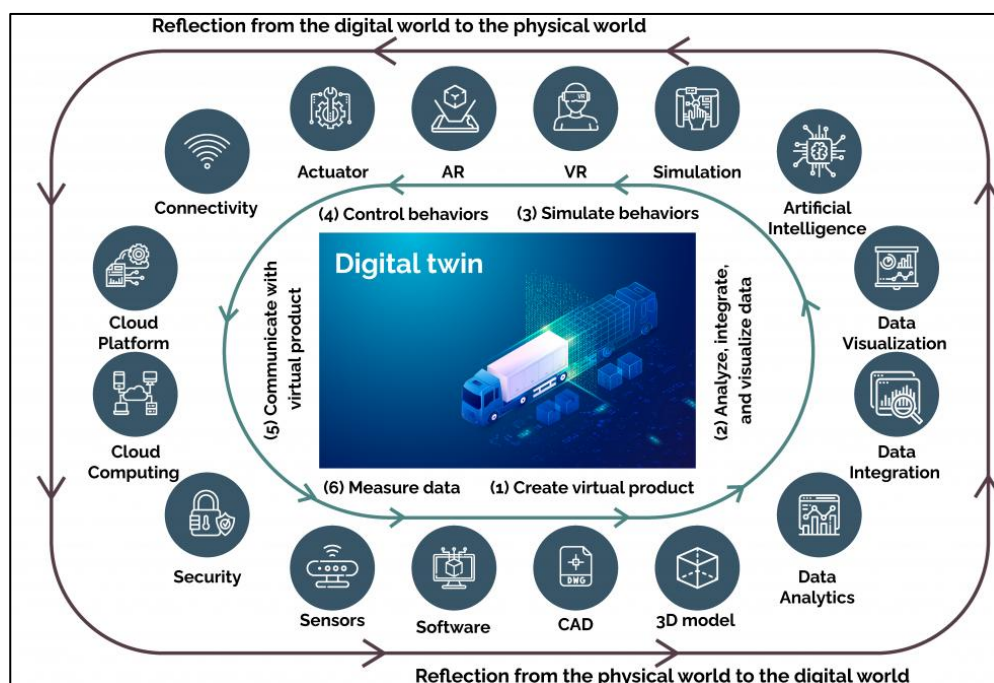 Reflection from the digital world to the physical world
Actuator
AR
VR
Simulation
Connectivity
Artificial
Intelligence
(4) Control behaviors
(3) Simulate behaviors
Digital twin
Cloud
Platform
Data
Visualization
(5) Communicate with
virtual product
(2) Analyze, integrate,
and visualize data
Cloud
Computing
Data
Integration
(6) Measure data
(1) Create virtual product
Security
Data
Analytics
Sensors
Software
CAD
3D model
DWG
VR
Reflection from the physical world to the digital world